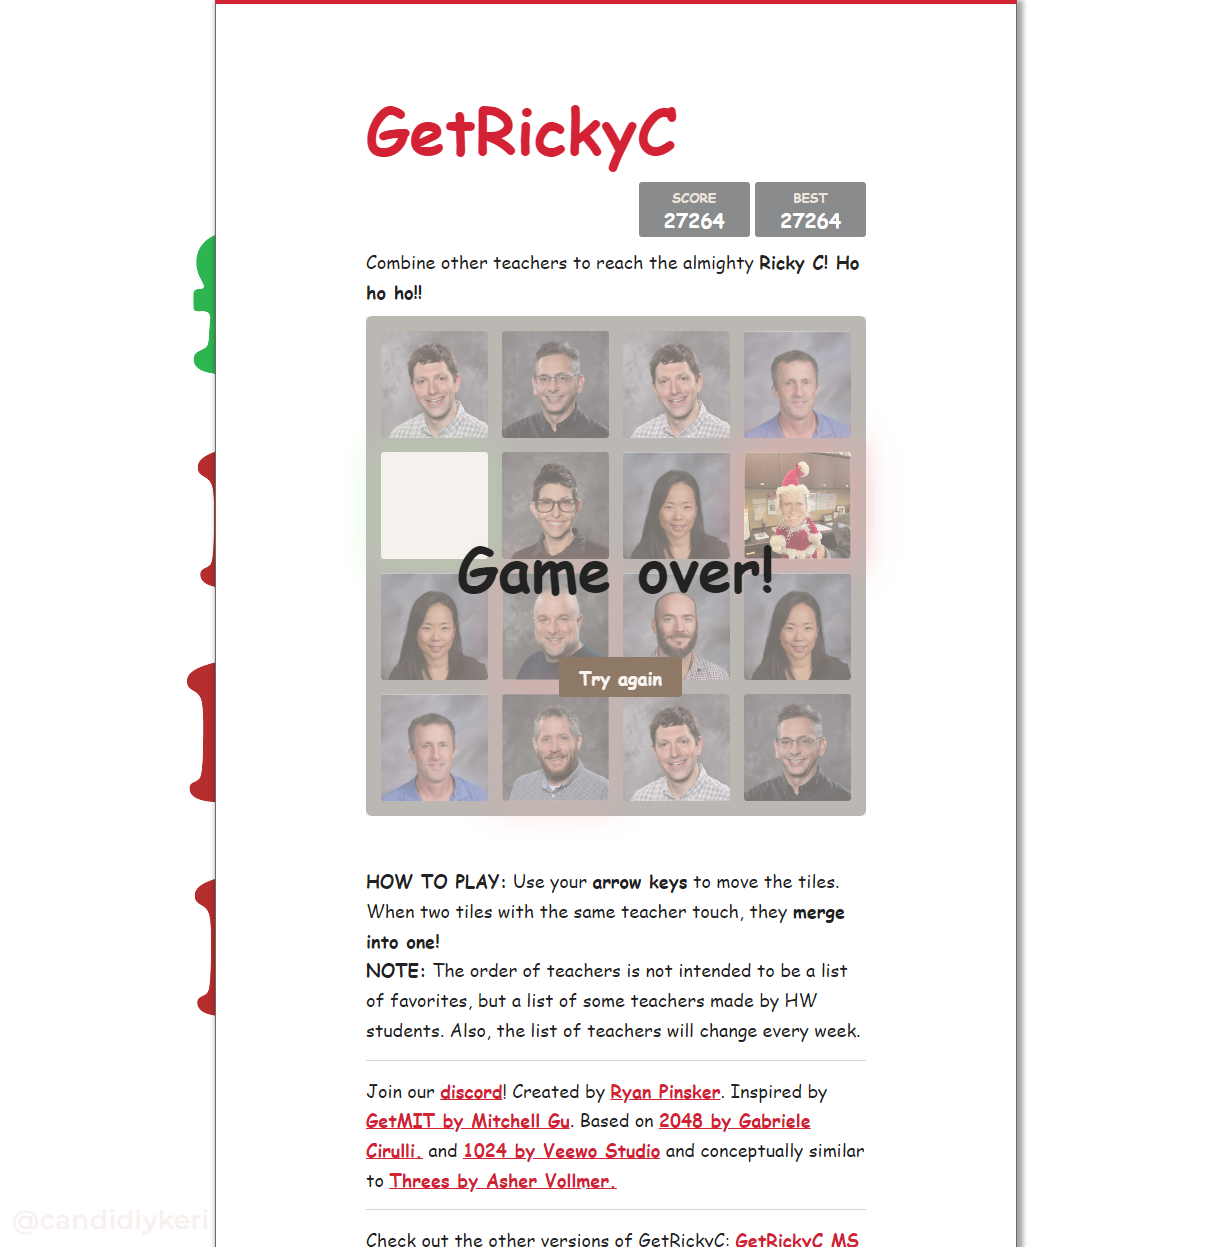 GetRickyC
SCORE
27264
BEST
27264
Combine other teachers to reach the almighty Ricky C! Ho
ho ho!!
Game over!
Try again
HOW TO PLAY: Use your arrow keys to move the tiles.
When two tiles with the same teacher touch, they merge
into one!
NOTE: The order of teachers is not intended to be a list
of favorites, but a list of some teachers made by HW
students. Also, the list of teachers will change every week.
Join our discord! Created by Ryan Pinsker. Inspired by
GetMIT by Mitchell Gu. Based on 2048 by Gabriele
Cirulli. and 1024 by Veewo Studio and conceptually similar
to Threes by Asher Vollmer.
@candidlykeri
Check out the other versions of GetRickyC: GetRickyC MS